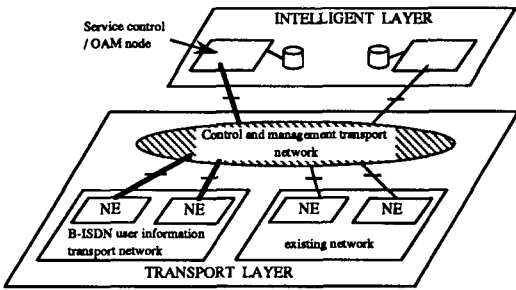 INTELLIGENT LAYER
Service control
/ OAM node
Control and management transport
network
NE
NE
NE
NE
B-ISDN user information
transport network
existing network
TRANSPORT LAYER